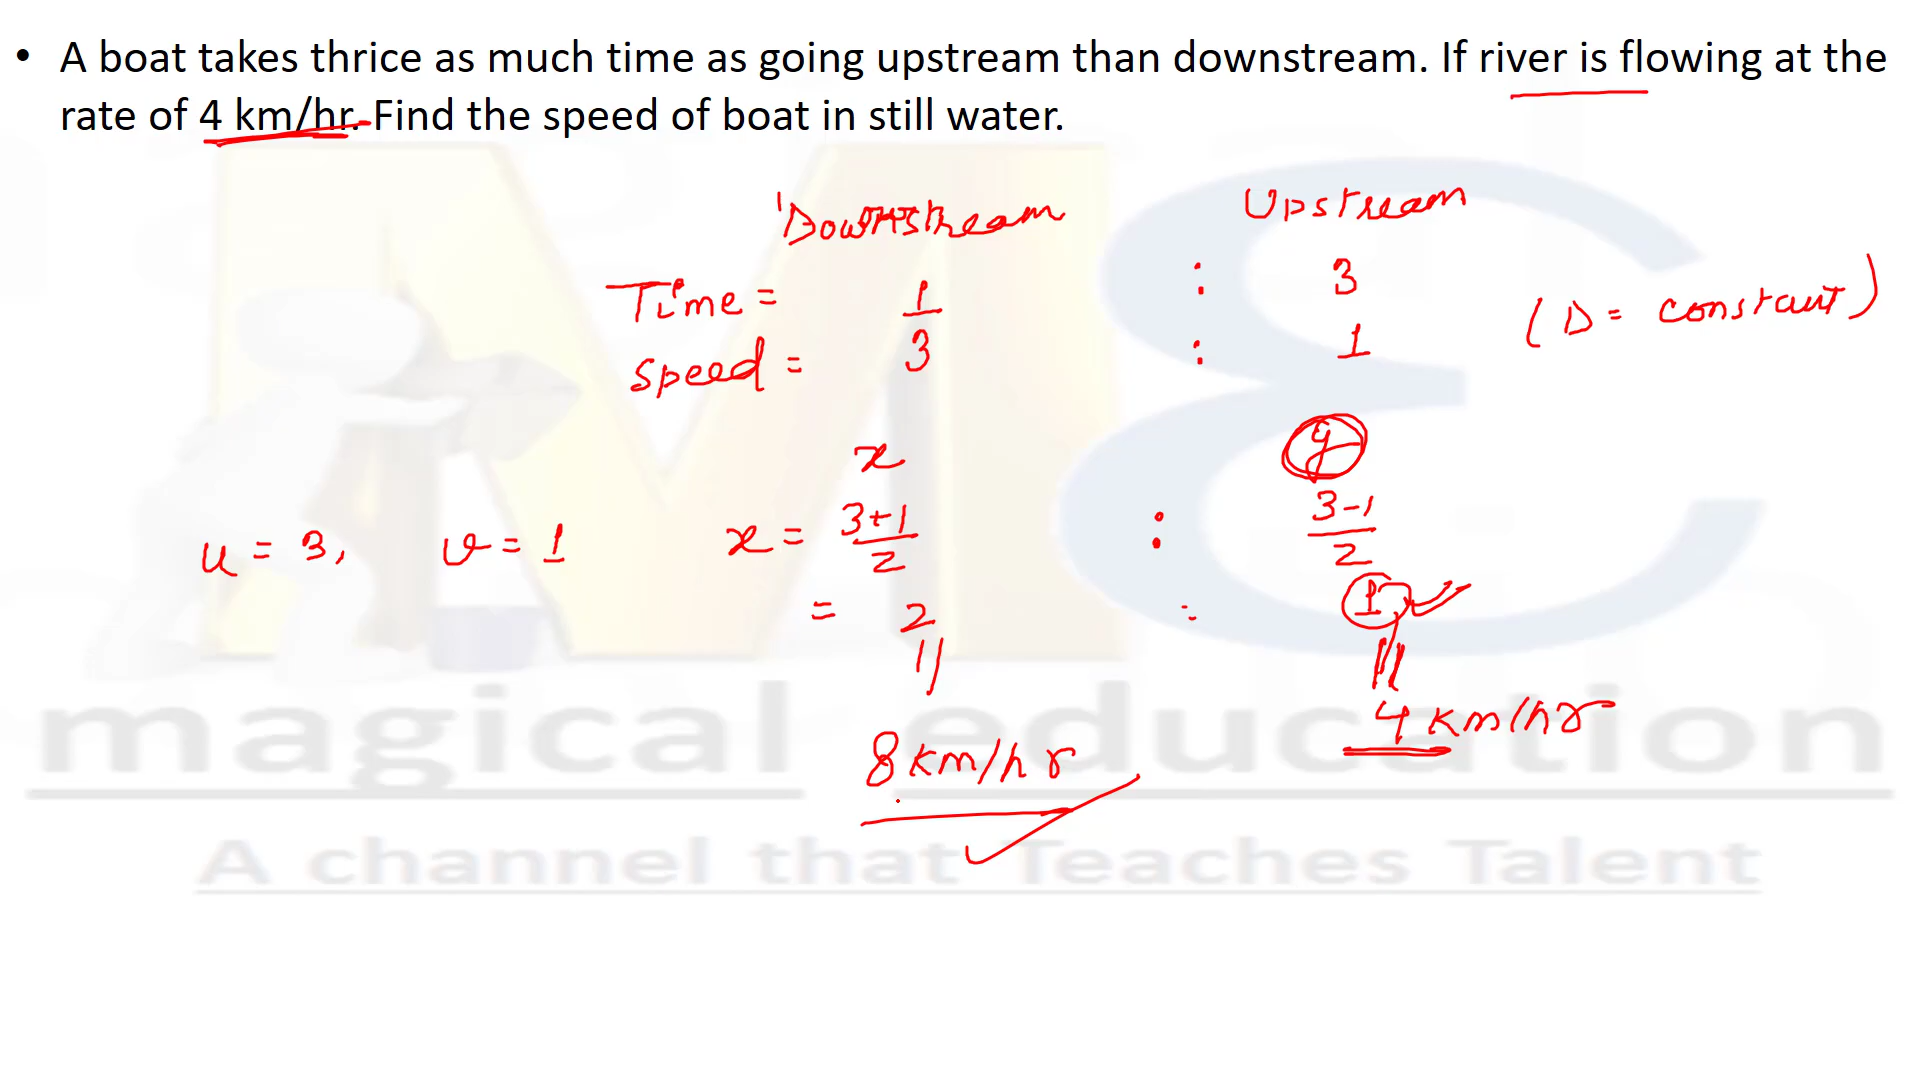 • A boat takes thrice as much time as going upstream than downstream. If river is flowing at the
rate of 4 km/hr. Find the speed of boat in still water.
Downstream Upstream
Time = 1 : 3 (D = constant)
speed = 3 : 1
x y
u = 3, v = 1 x = 3+1/2 : 3-1/2
= 2 : 1
4 km/hr
8 km/hr
magical education
A channel that Teaches Talent